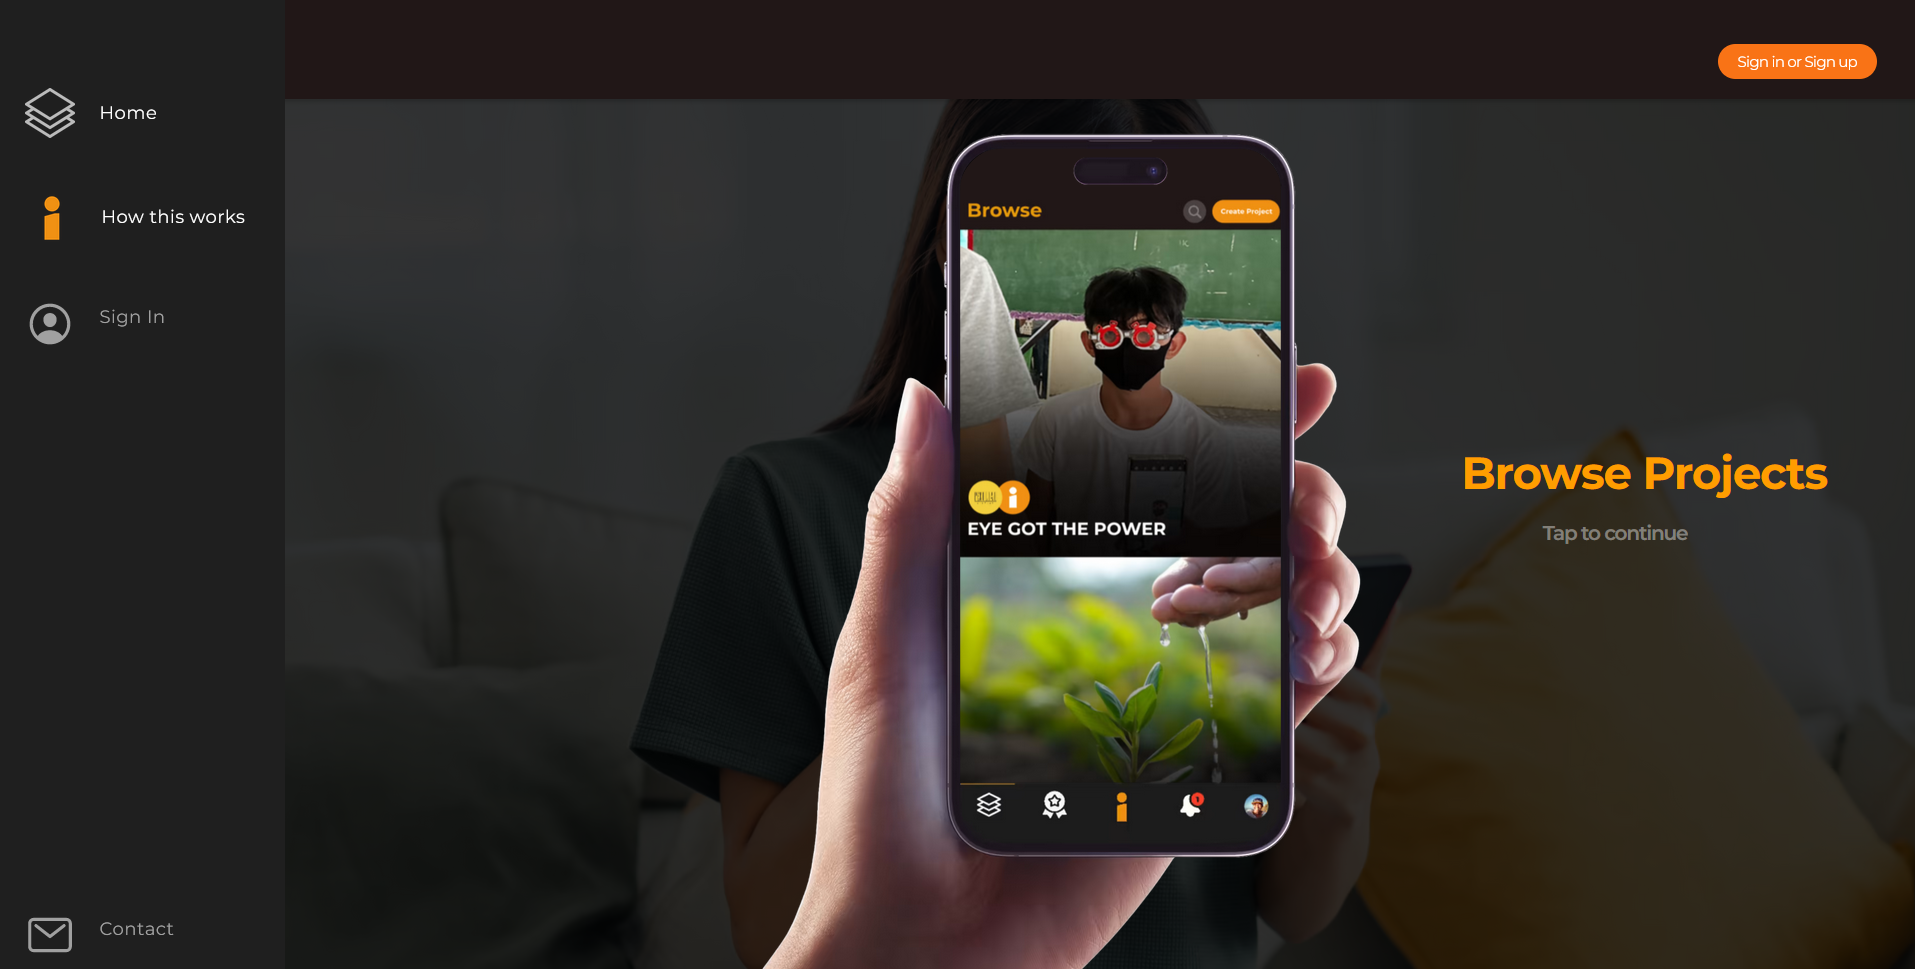 Sign in or Sign up
Home
How this works
Sign In
Browse
Create Project
EYE GOT THE POWER
Browse Projects
Tap to continue
1
Contact